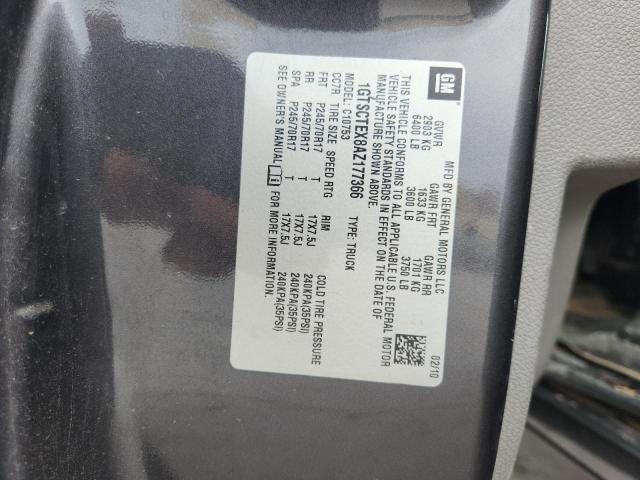 GM
MFD BY GENERAL MOTORS LLC 02/10
GVWR GAWR FRT GAWR RR
2903 KG 1633 KG 1701 KG
6400 LB 3600 LB 3750 LB
THIS VEHICLE CONFORMS TO ALL APPLICABLE U.S. FEDERAL MOTOR
VEHICLE SAFETY STANDARDS IN EFFECT ON THE DATE OF
MANUFACTURE SHOWN ABOVE.
1GTSCTEX8AZ177366 TYPE: TRUCK
MODEL: C10753
CC7R TIRE SIZE SPEED RTG RIM COLD TIRE PRESSURE
FRT P245/70R17 T 17X7.5J 240KPA(35PSI)
RR P245/70R17 T 17X7.5J 240KPA(35PSI)
SPA P245/70R17 T 17X7.5J 240KPA(35PSI)
SEE OWNER'S MANUAL FOR MORE INFORMATION.